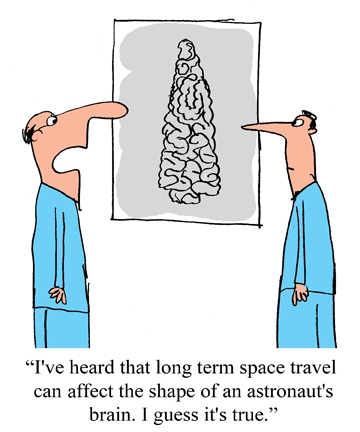 “I've heard that long term space travel
can affect the shape of an astronaut's
brain. I guess it's true.”